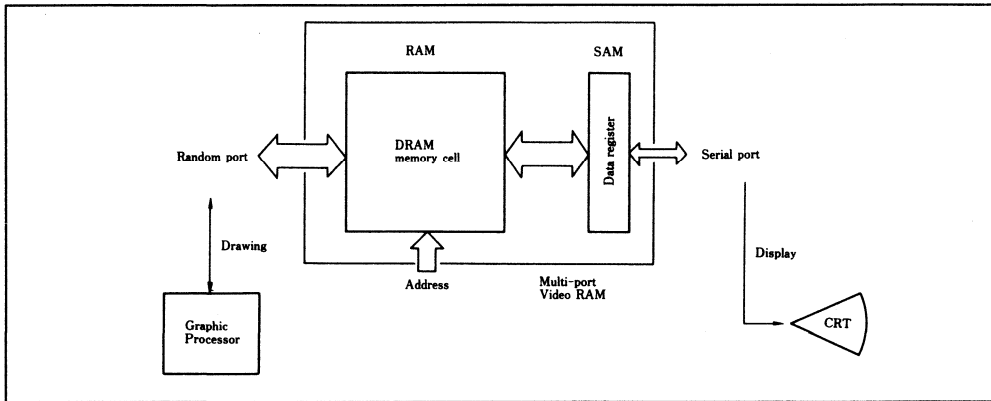 RAM
SAM
DRAM
memory cell
Data register
Random port
Serial port
Drawing
Display
Address
Multi-port
Video RAM
Graphic
Processor
CRT